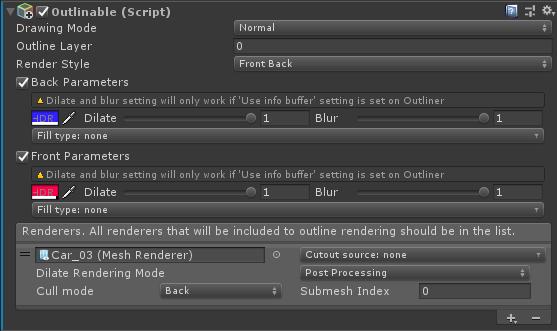 Outlinable (Script)
Drawing Mode Normal
Outline Layer 0
Render Style Front Back
Back Parameters
Dilate and blur setting will only work if 'Use info buffer' setting is set on Outliner
HDR Dilate 1 Blur 1
Fill type: none
Front Parameters
Dilate and blur setting will only work if 'Use info buffer' setting is set on Outliner
HDR Dilate 1 Blur 1
Fill type: none
Renderers. All renderers that will be included to outline rendering should be in the list.
Car_03 (Mesh Renderer) Cutout source: none
Dilate Rendering Mode Post Processing
Cull mode Back Submesh Index 0